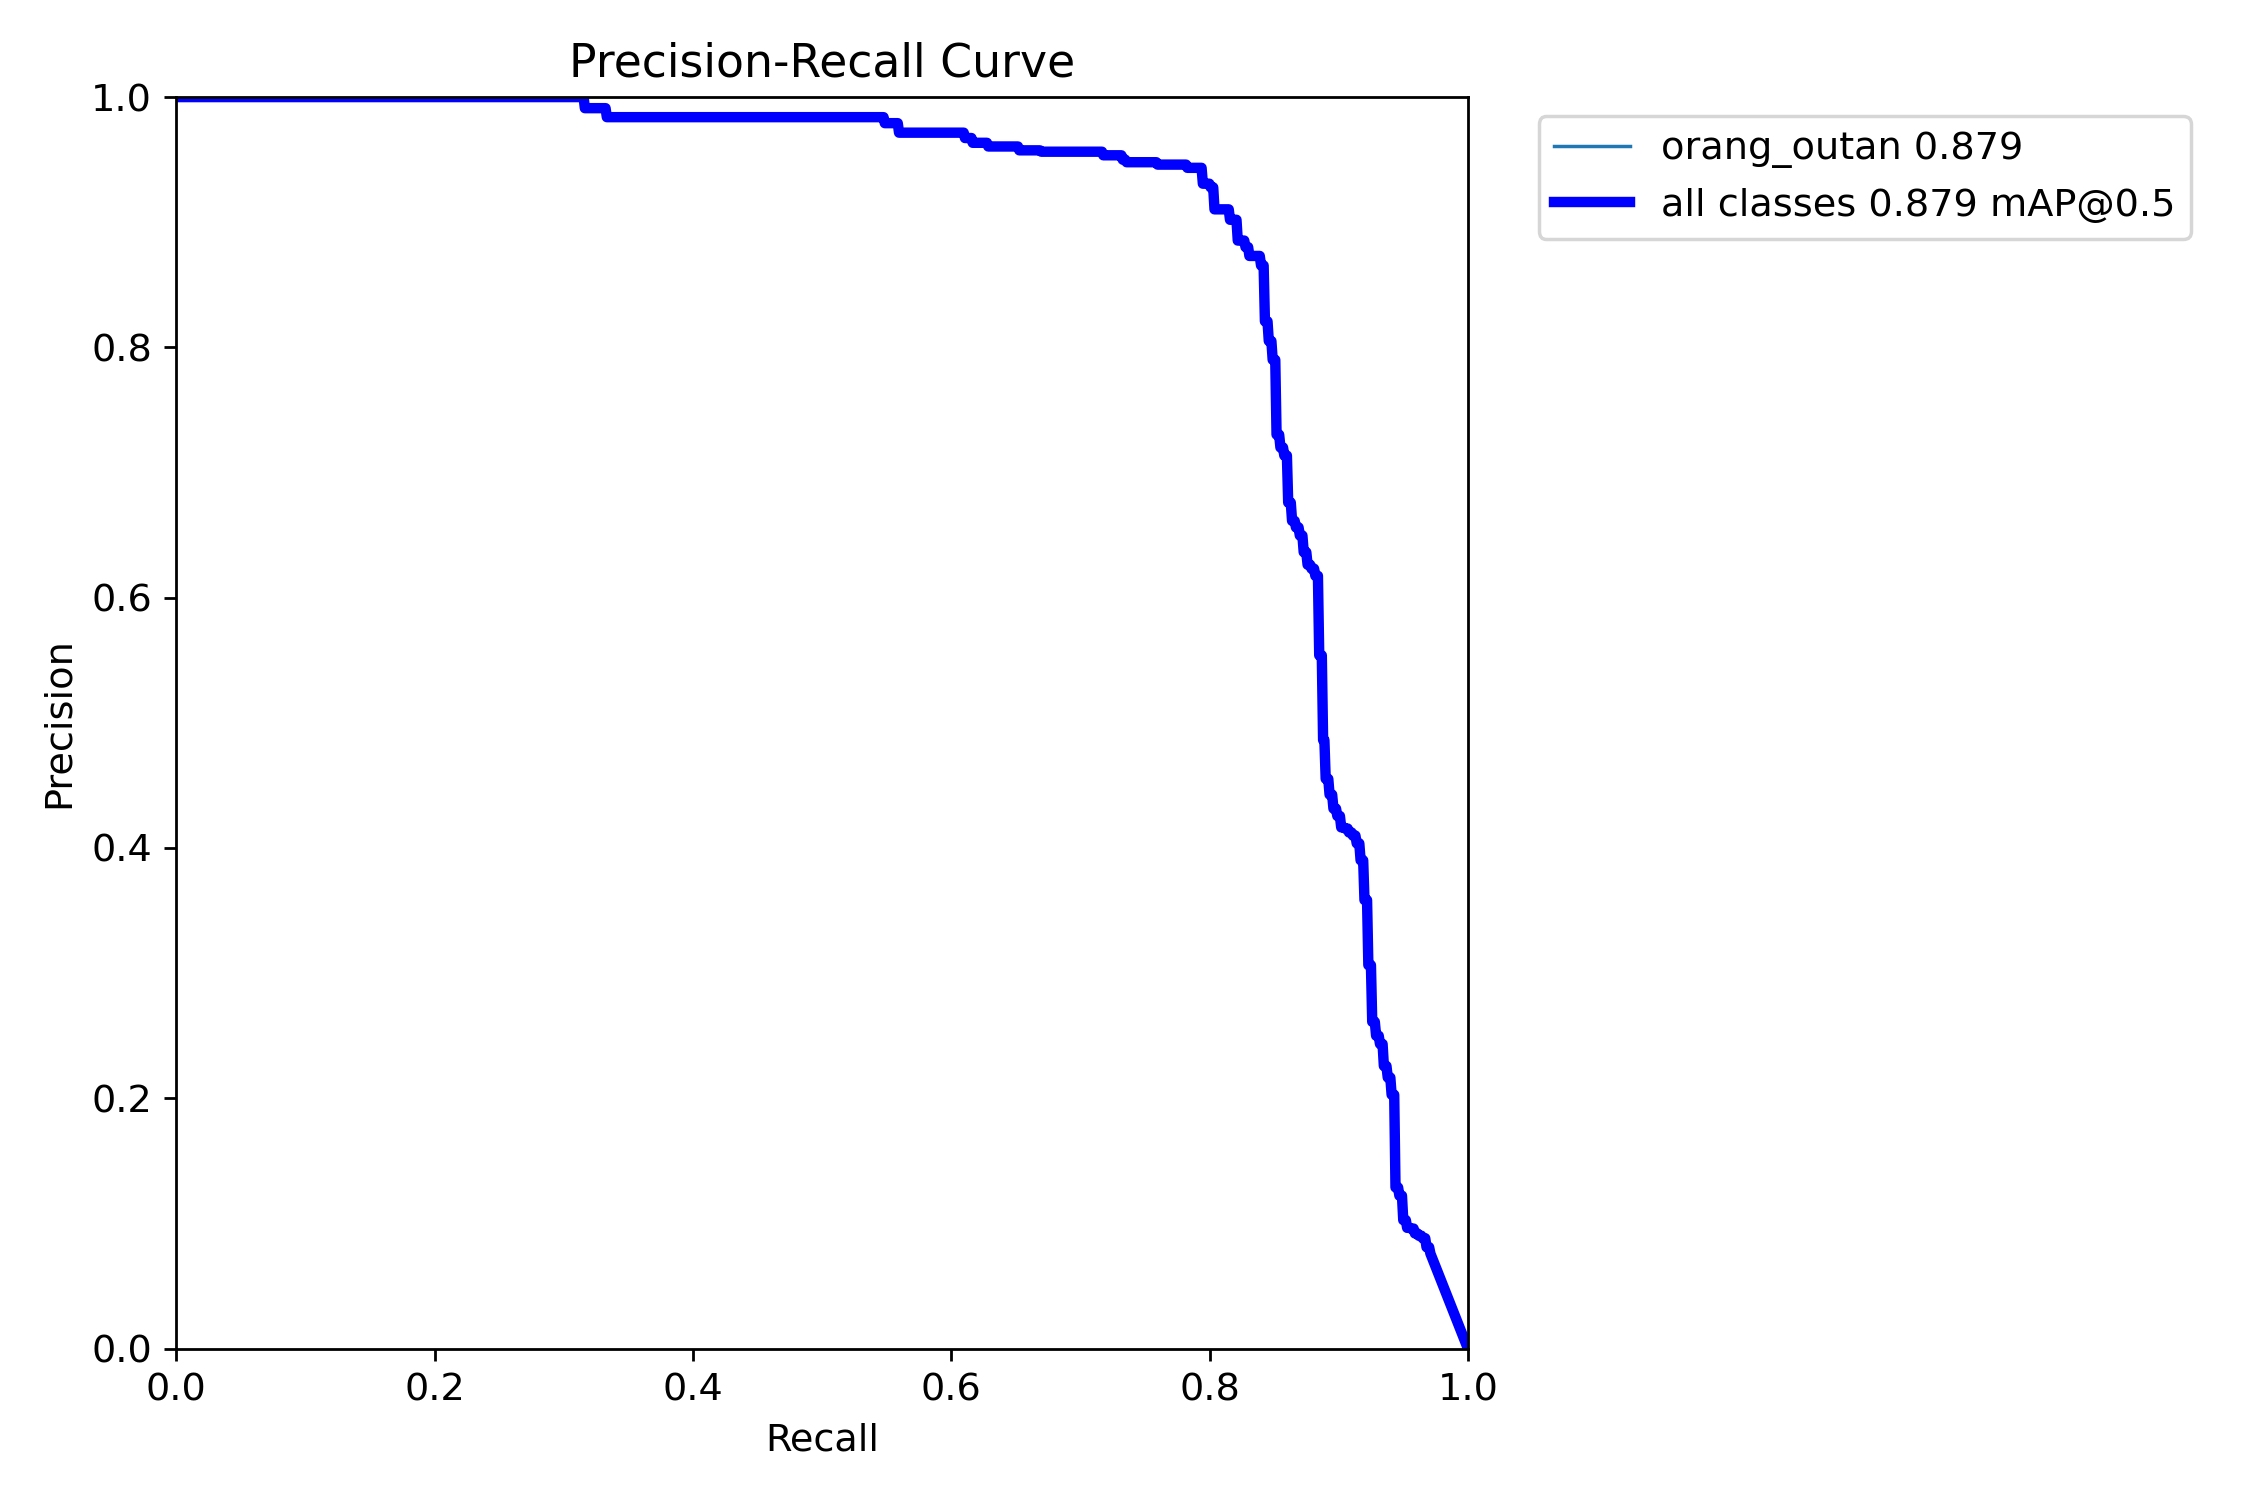 Precision-Recall Curve
orang_outan 0.879
all classes 0.879 mAP@0.5
1.0
0.8
0.6
0.4
0.2
0.0
Precision
0.0 0.2 0.4 0.6 0.8 1.0
Recall